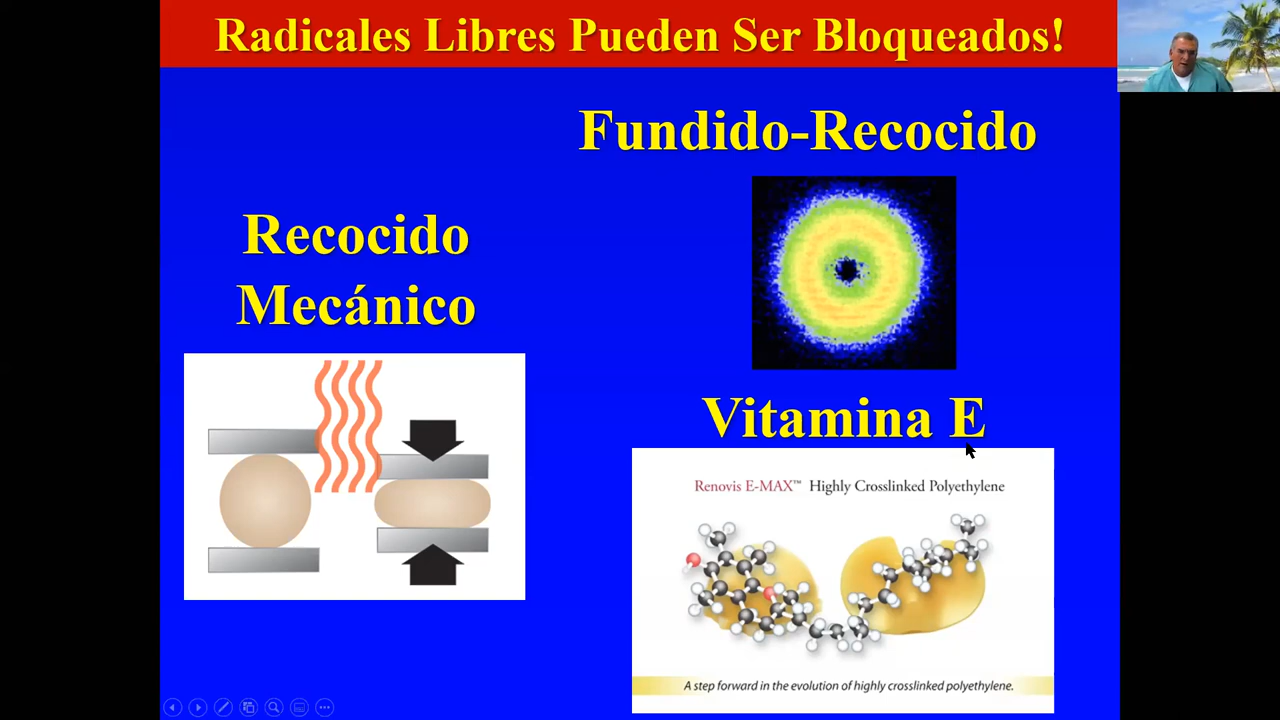 Radicales Libres Pueden Ser Bloqueados!
Fundido-Recocido
Recocido
Mecánico
Vitamina E
Renovis E-MAX™ Highly Crosslinked Polyethylene
A step forward in the evolution of highly crosslinked polyethylene.